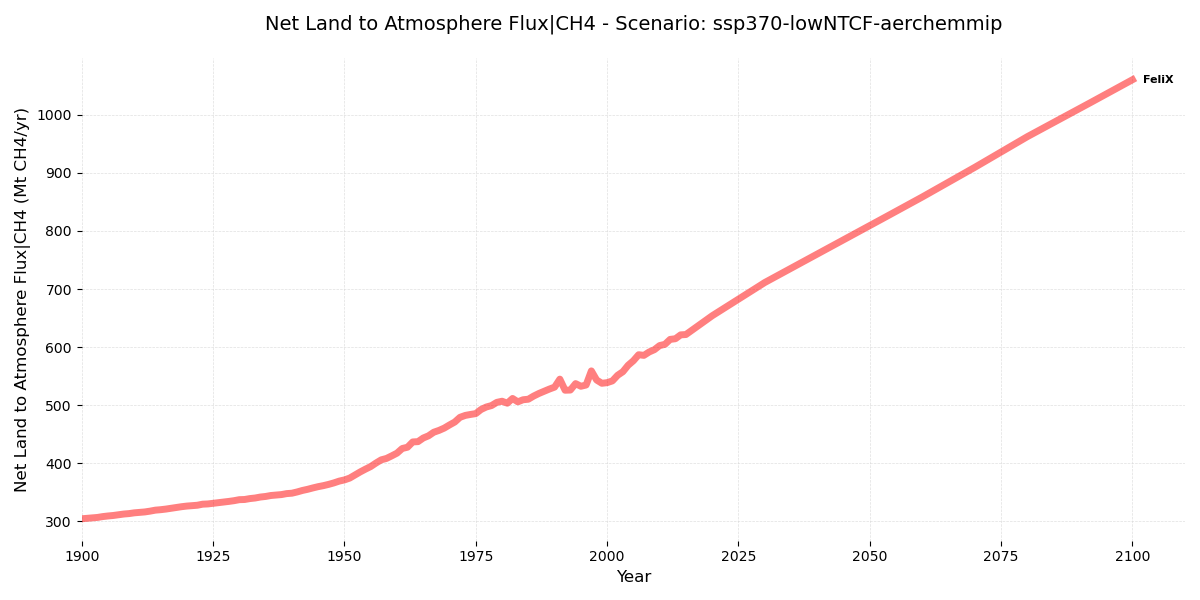 Net Land to Atmosphere Flux|CH4 - Scenario: ssp370-lowNTCF-aerchemmip
Net Land to Atmosphere Flux|CH4 (Mt CH4/yr)
1000
900
800
700
600
500
400
300
FeliX
1900 1925 1950 1975 2000 2025 2050 2075 2100
Year